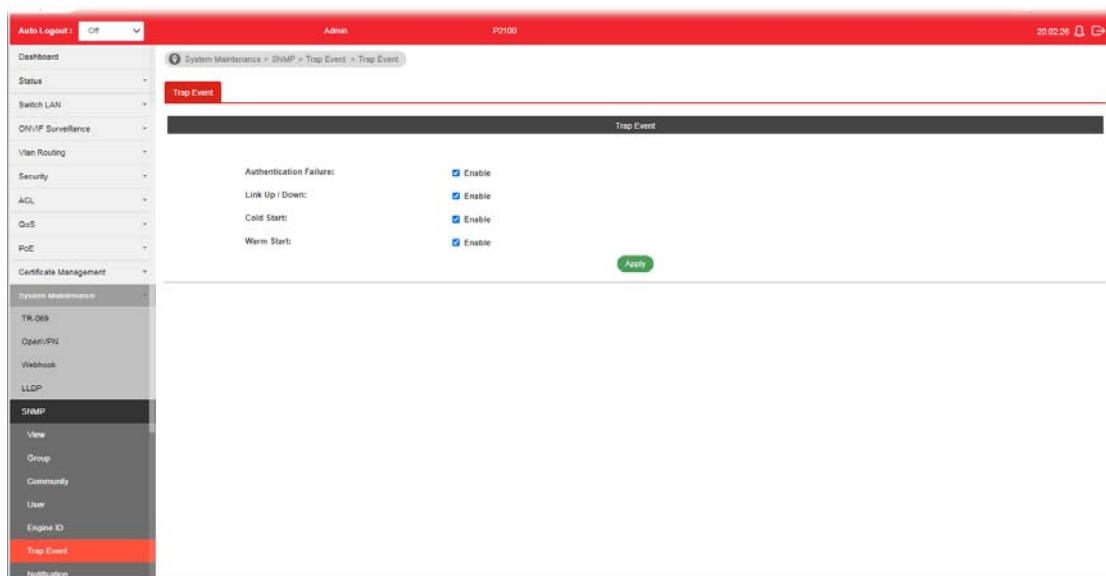 Auto Logout : Off Admin P2100 20:02:26
Dashboard
Status
Switch LAN
ONVIF Surveillance
Vlan Routing
Security
ACL
QoS
PoE
Certificate Management
System Maintenance
TR-069
OpenVPN
Webhook
LLDP
SNMP
View
Group
Community
User
Engine ID
Trap Event
Notification
System Maintenance > SNMP > Trap Event > Trap Event
Trap Event
Trap Event
Authentication Failure: Enable
Link Up / Down: Enable
Cold Start: Enable
Warm Start: Enable
Apply